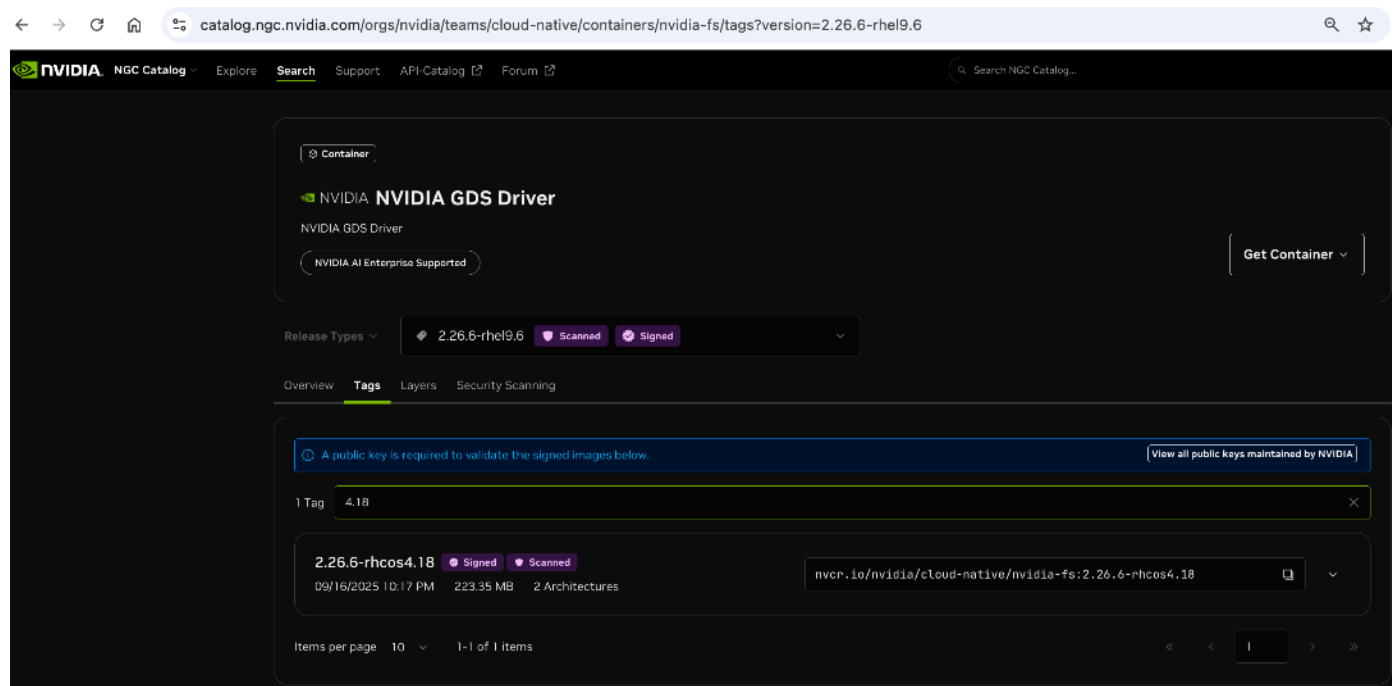 catalog.ngc.nvidia.com/orgs/nvidia/teams/cloud-native/containers/nvidia-fs/tags?version=2.26.6-rhel9.6
NVIDIA. NGC Catalog Explore Search Support API-Catalog Forum Search NGC Catalog...
Container
NVIDIA NVIDIA GDS Driver
NVIDIA GDS Driver
NVIDIA AI Enterprise Supported
Get Container
Release Types 2.26.6-rhel9.6 Scanned Signed
Overview Tags Layers Security Scanning
A public key is required to validate the signed images below. View all public keys maintained by NVIDIA
1 Tag 4.18
2.26.6-rhcos4.18 Signed Scanned
nvcr.io/nvidia/cloud-native/nvidia-fs:2.26.6-rhcos4.18
09/16/2025 10:17 PM 223.35 MB 2 Architectures
Items per page 10 1-1 of 1 items « < 1 > »